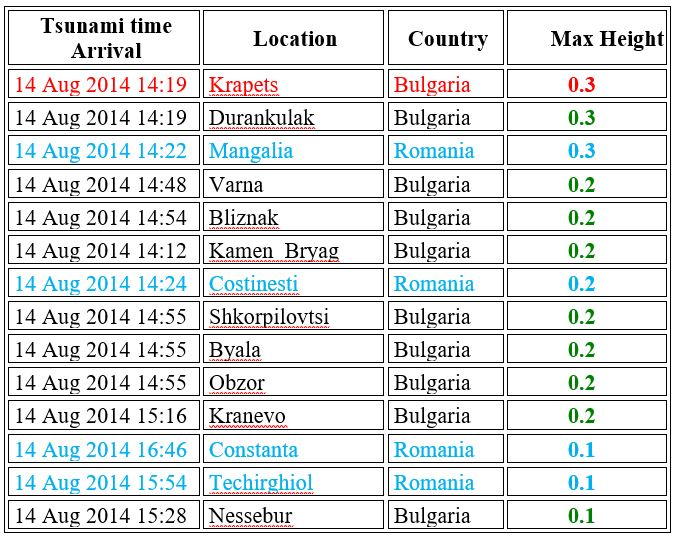 Tsunami time Arrival Location Country Max Height
14 Aug 2014 14:19 Krapets Bulgaria 0.3
14 Aug 2014 14:19 Durankulak Bulgaria 0.3
14 Aug 2014 14:22 Mangalia Romania 0.3
14 Aug 2014 14:48 Varna Bulgaria 0.2
14 Aug 2014 14:54 Bliznak Bulgaria 0.2
14 Aug 2014 14:12 Kamen Bryag Bulgaria 0.2
14 Aug 2014 14:24 Costinesti Romania 0.2
14 Aug 2014 14:55 Shkorpilovtsi Bulgaria 0.2
14 Aug 2014 14:55 Byala Bulgaria 0.2
14 Aug 2014 14:55 Obzor Bulgaria 0.2
14 Aug 2014 15:16 Kranevo Bulgaria 0.2
14 Aug 2014 16:46 Constanta Romania 0.1
14 Aug 2014 15:54 Techirghiol Romania 0.1
14 Aug 2014 15:28 Nessebur Bulgaria 0.1